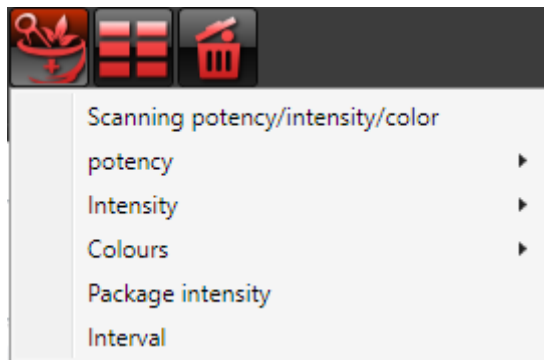 Scanning potency/intensity/color
potency
Intensity
Colours
Package intensity
Interval